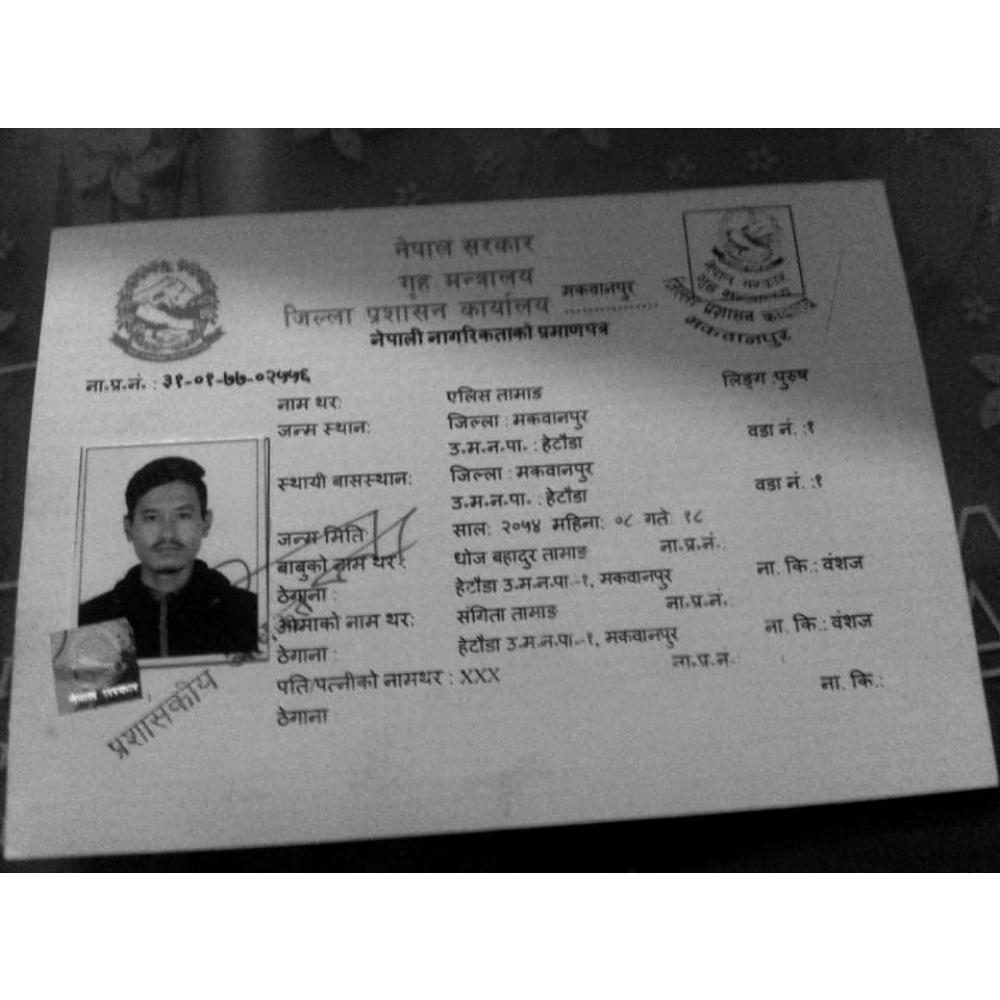 नेपाल सरकार
गृह मन्त्रालय
जिल्ला प्रशासन कार्यालय मकवानपुर
नेपाली नागरिकताको प्रमाणपत्र
नेपाल सरकार
गृह मन्त्रालय
जिल्ला प्रशासन कार्यालय
मकवानपुर
ना.प्र.नं. : ३१-०१-७७-०२५५६
लिङ्ग : पुरुष
नाम थर: एलिस तामाङ
जन्म स्थान: जिल्ला : मकवानपुर
उ.म.न.पा. : हेटौंडा वडा नं. :१
स्थायी बासस्थान: जिल्ला : मकवानपुर
उ.म.न.पा. : हेटौंडा वडा नं. :१
जन्म मिति साल: २०५४ महिना: ०८ गते: १८
बाबुको नाम थर: धोज बहादुर तामाङ ना.प्र.नं.:
ठेगाना : हेटौंडा उ.म.न.पा.-१, मकवानपुर ना. कि.: वंशज
आमाको नाम थर: संगिता तामाङ ना.प्र.नं.:
ठेगाना : हेटौंडा उ.म.न.पा.-१, मकवानपुर ना. कि.: वंशज
पति/पत्नीको नामथर : XXX ना.प्र.न.
ठेगाना ना. कि.:
नेपाल सरकार
प्रशासकीय